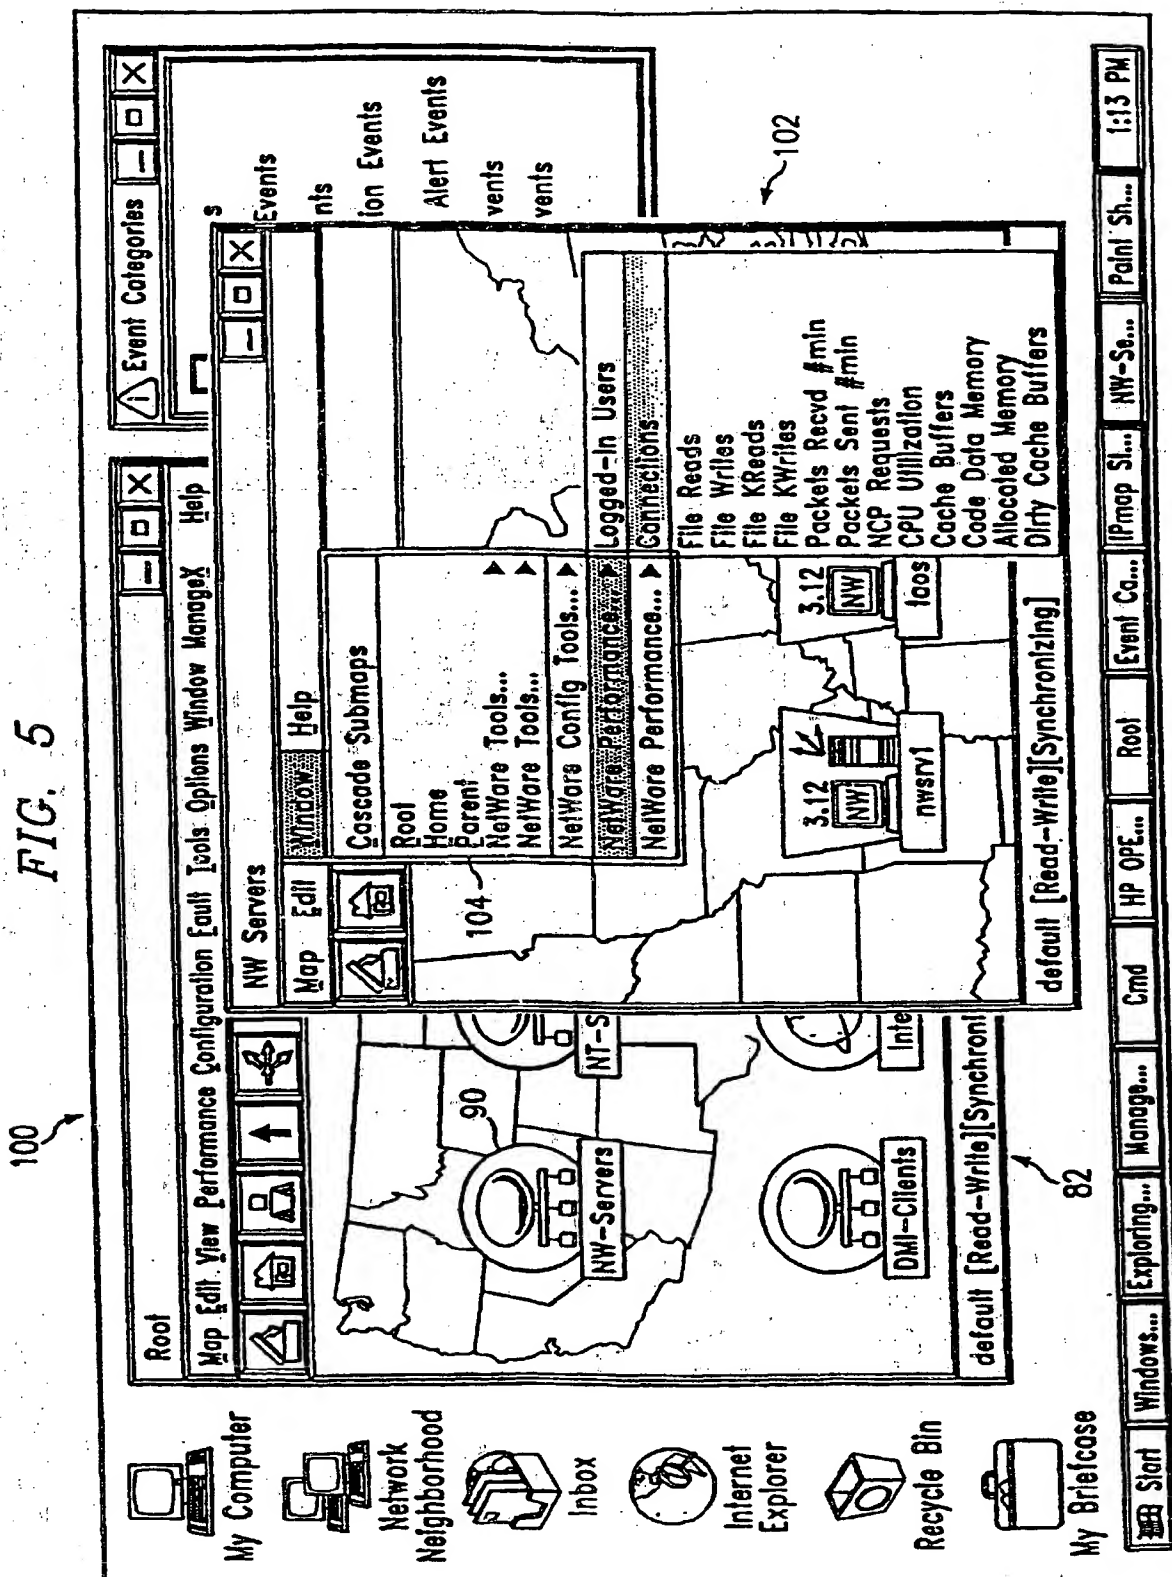 FIG. 5
100
My Computer
Network
Neighborhood
Inbox
Internet
Explorer
Recycle Bin
My Briefcase
Root
Map Edit View Performance Configuration Fault Tools Options Window ManageX Help
90
NW-Servers
NT-S
DMI-Clients
Inte
default [Read-Write][Synchroni
82
Event Categories
s
Events
nts
ion Events
Alert Events
vents
vents
NW Servers
Map Edit Window Help
Cascade Submaps
Root
Home
Parent
NetWare Tools...
NetWare Tools...
NetWare Config Tools...
NetWare Performance...
NetWare Performance...
104
Logged-In Users
Connections
File Reads
File Writes
File KReads
File KWrites
Packets Recvd #min
Packets Sent #min
NCP Requests
CPU Utilization
Cache Buffers
Code Data Memory
Allocated Memory
Dirty Cache Buffers
102
3.12
NW
nwsrv1
3.12
NW
taos
default [Read-Write][Synchronizing]
Start Windows... Exploring... Manage... Cmd HP OPE... Root Event Ca... IPmap SI... NW-Se... Paint Sh... 1:13 PM